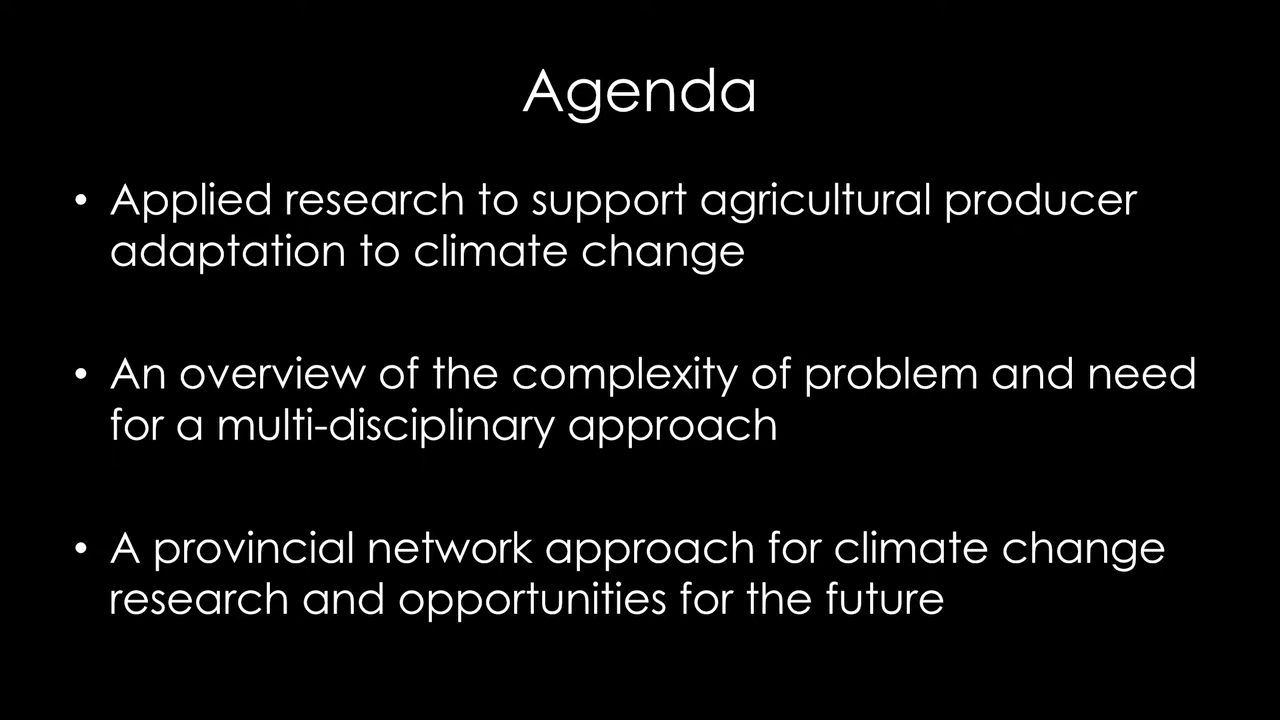 Agenda
• Applied research to support agricultural producer
adaptation to climate change
• An overview of the complexity of problem and need
for a multi-disciplinary approach
• A provincial network approach for climate change
research and opportunities for the future